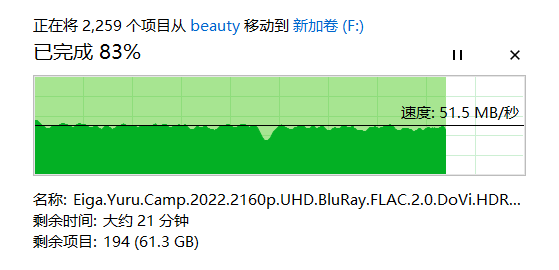 正在将 2,259 个项目从 beauty 移动到 新加卷 (F:)
已完成 83%
速度: 51.5 MB/秒
名称: Eiga.Yuru.Camp.2022.2160p.UHD.BluRay.FLAC.2.0.DoVi.HDR...
剩余时间: 大约 21 分钟
剩余项目: 194 (61.3 GB)